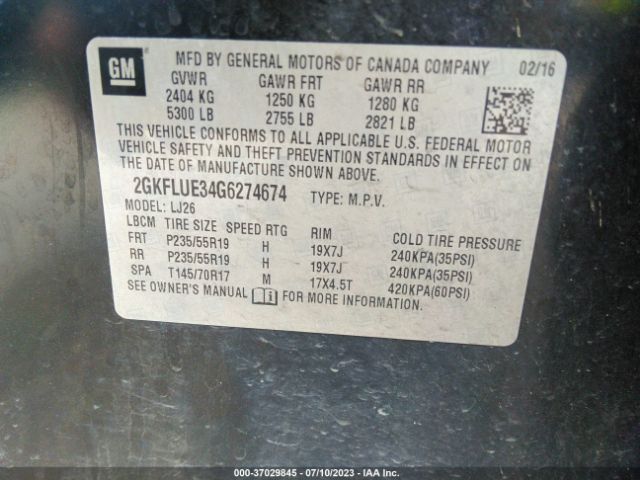 GM
MFD BY GENERAL MOTORS OF CANADA COMPANY 02/16
GVWR GAWR FRT GAWR RR
2404 KG 1250 KG 1280 KG
5300 LB 2755 LB 2821 LB
THIS VEHICLE CONFORMS TO ALL APPLICABLE U.S. FEDERAL MOTOR
VEHICLE SAFETY AND THEFT PREVENTION STANDARDS IN EFFECT ON
THE DATE OF MANUFACTURE SHOWN ABOVE.
2GKFLUE34G6274674 TYPE: M.P.V.
MODEL: LJ26
LBCM TIRE SIZE SPEED RTG RIM COLD TIRE PRESSURE
FRT P235/55R19 H 19X7J 240KPA(35PSI)
RR P235/55R19 H 19X7J 240KPA(35PSI)
SPA T145/70R17 M 17X4.5T 420KPA(60PSI)
SEE OWNER'S MANUAL FOR MORE INFORMATION.
000-37029845 - 07/10/2023 - IAA Inc.